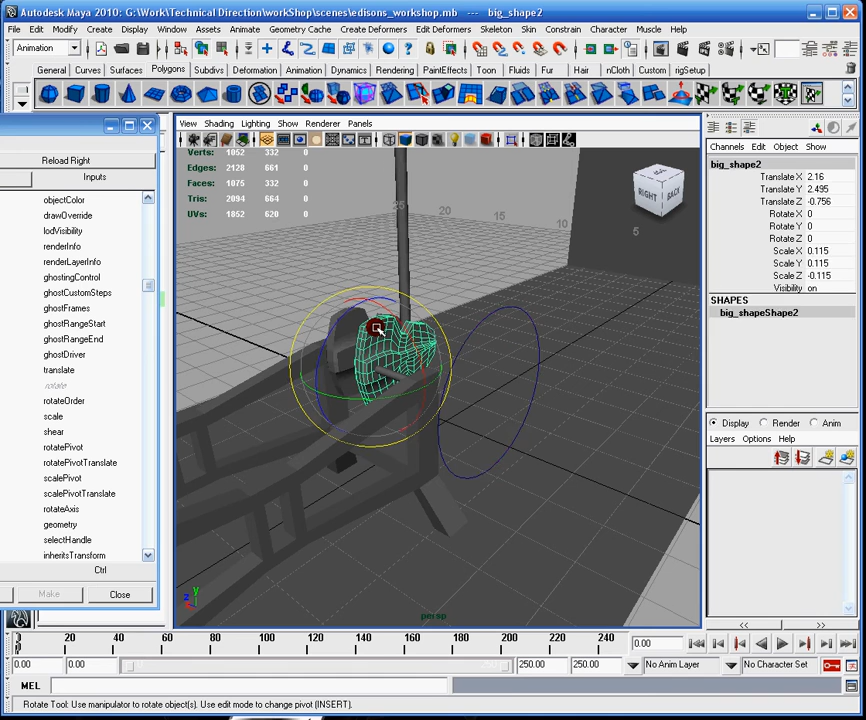 Autodesk Maya 2010: G:\Work\Technical Direction\workShop\scenes\edisons_workshop.mb --- big_shape2
File Edit Modify Create Display Window Assets Animate Geometry Cache Create Deformers Edit Deformers Skeleton Skin Constrain Character Muscle Help
Animation
General Curves Surfaces Polygons Subdivs Deformation Animation Dynamics Rendering PaintEffects Toon Fluids Fur Hair nCloth Custom rigSetup
View Shading Lighting Show Renderer Panels
Channels Edit Object Show
Reload Right
Inputs
objectColor
drawOverride
lodVisibility
renderInfo
renderLayerInfo
ghostingControl
ghostCustomSteps
ghostFrames
ghostRangeStart
ghostRangeEnd
ghostDriver
translate
rotate
rotateOrder
scale
shear
rotatePivot
rotatePivotTranslate
scalePivot
scalePivotTranslate
rotateAxis
geometry
selectHandle
inheritsTransform
Ctrl
Make Close
Verts: 1052 332 0
Edges: 2128 661 0
Faces: 1075 332 0
Tris: 2094 664 0
UVs: 1852 620 0
25 20 15 10 5
RIGHT BACK
y
z
persp
big_shape2
Translate X 2.16
Translate Y 2.495
Translate Z -0.756
Rotate X 0
Rotate Y 0
Rotate Z 0
Scale X 0.115
Scale Y 0.115
Scale Z -0.115
Visibility on
SHAPES
big_shapeShape2
Display Render Anim
Layers Options Help
<< >>
20 40 60 80 100 120 140 160 180 200 220 240
0.00
0.00 0.00 250.00 250.00 No Anim Layer No Character Set
MEL
Rotate Tool: Use manipulator to rotate object(s). Use edit mode to change pivot (INSERT).